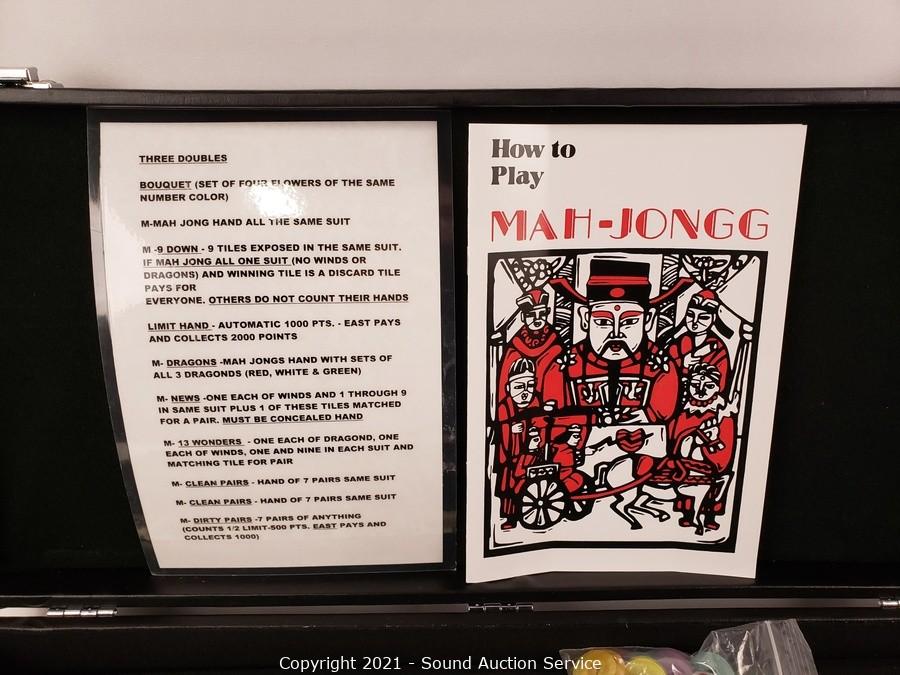 THREE DOUBLES
BOUQUET (SET OF FOUR FLOWERS OF THE SAME
NUMBER COLOR)
M-MAH JONG HAND ALL THE SAME SUIT
M -9 DOWN - 9 TILES EXPOSED IN THE SAME SUIT.
IF MAH JONG ALL ONE SUIT (NO WINDS OR
DRAGONS) AND WINNING TILE IS A DISCARD TILE
PAYS FOR
EVERYONE. OTHERS DO NOT COUNT THEIR HANDS
LIMIT HAND - AUTOMATIC 1000 PTS. - EAST PAYS
AND COLLECTS 2000 POINTS
M- DRAGONS -MAH JONGS HAND WITH SETS OF
ALL 3 DRAGONDS (RED, WHITE & GREEN)
M- NEWS -ONE EACH OF WINDS AND 1 THROUGH 9
IN SAME SUIT PLUS 1 OF THESE TILES MATCHED
FOR A PAIR. MUST BE CONCEALED HAND
M- 13 WONDERS - ONE EACH OF DRAGOND, ONE
EACH OF WINDS, ONE AND NINE IN EACH SUIT AND
MATCHING TILE FOR PAIR
M- CLEAN PAIRS - HAND OF 7 PAIRS SAME SUIT
M- CLEAN PAIRS - HAND OF 7 PAIRS SAME SUIT
M- DIRTY PAIRS -7 PAIRS OF ANYTHING
(COUNTS 1/2 LIMIT-500 PTS. EAST PAYS AND
COLLECTS 1000)
How to
Play
MAH-JONGG
Copyright 2021 - Sound Auction Service